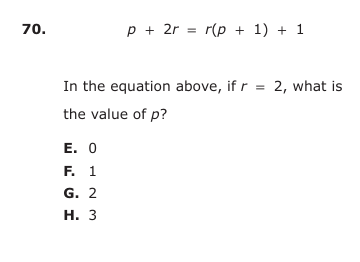 70. p + 2r = r(p + 1) + 1
In the equation above, if r = 2, what is
the value of p?
E. 0
F. 1
G. 2
H. 3